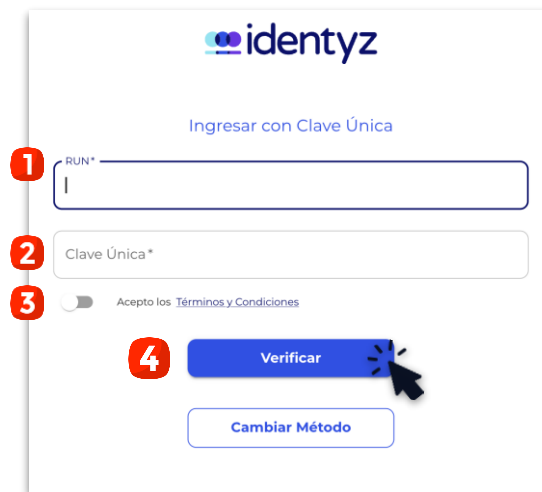 identyz
Ingresar con Clave Única
1
RUN*
2
Clave Única*
3
Acepto los Términos y Condiciones
4
Verificar
Cambiar Método